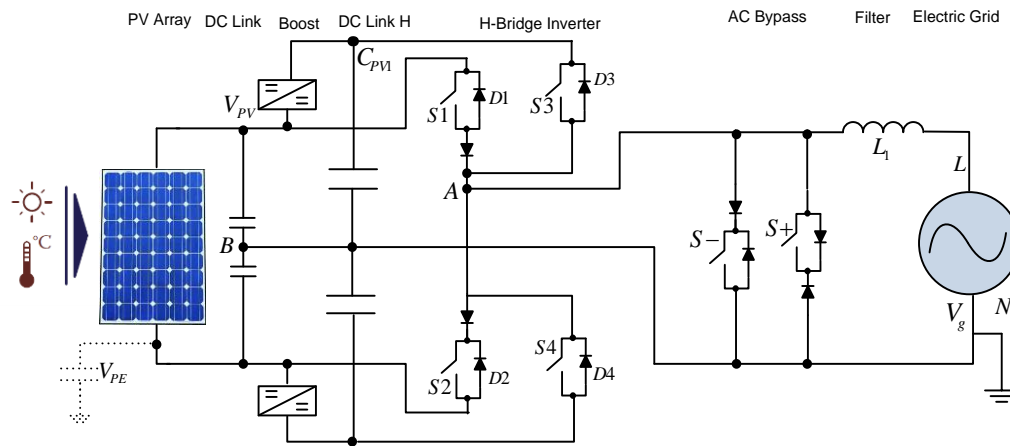 PV Array
DC Link
Boost
DC Link H
H-Bridge Inverter
AC Bypass
Filter
Electric Grid
C_PV1
V_PV
S1
D1
S3
D3
A
B
L_1
L
°C
S−
S+
V_g
N
V_PE
S2
D2
S4
D4